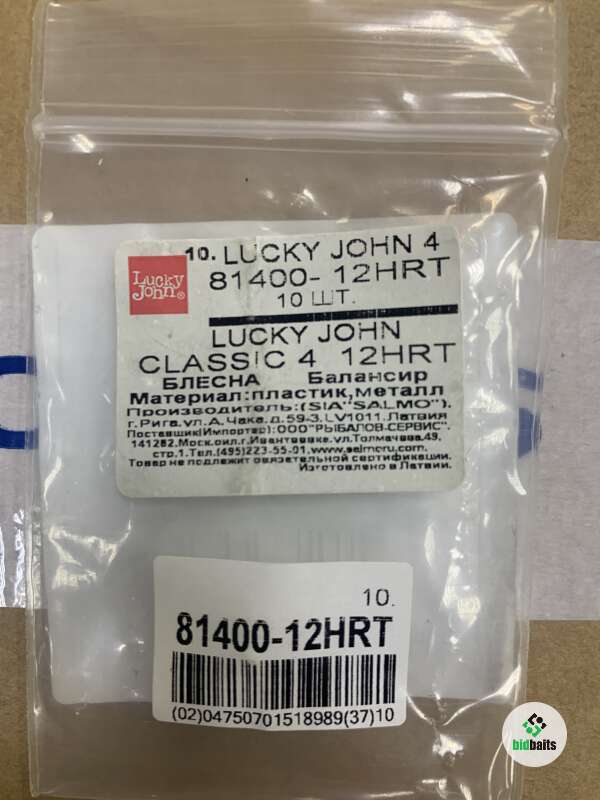 10. LUCKY JOHN 4
Lucky John®
81400- 12HRT
10 ШТ.
LUCKY JOHN
CLASSIC 4 12HRT
БЛЕСНА Балансир
Материал:пластик,металл
Производитель:(SIA"SALMO").
г.Рига.ул.А.Чака.д.59-3.LV1011.Латвия
Поставщик(Импортер):ООО"РЫБАЛОВ-СЕРВИС".
141282.Моск.окл.г.Ивантеевка.ул.Толмачева.49,
стр.1.Тел.(495)223-55-01.www.salmoru.com.
Товар не подлежит обязательной сертификации.
Изготовлено в Латвии.
10.
81400-12HRT
(02)04750701518989(37)10
bidbaits